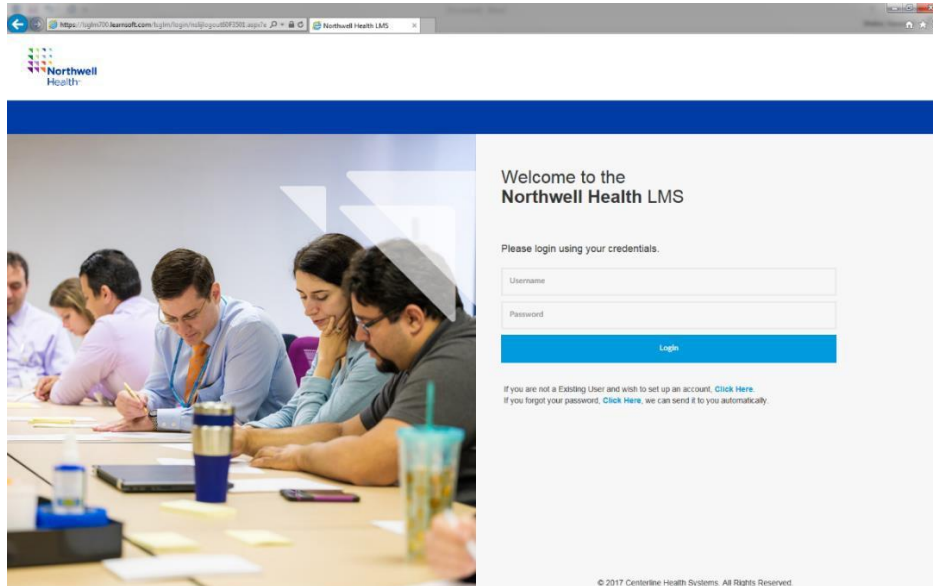 Northwell Health LMS
Northwell
Health
Welcome to the
Northwell Health LMS
Please login using your credentials.
Username
Password
Login
If you are not a Existing User and wish to set up an account, Click Here.
If you forgot your password, Click Here, we can send it to you automatically.
© 2017 Centerline Health Systems. All Rights Reserved.